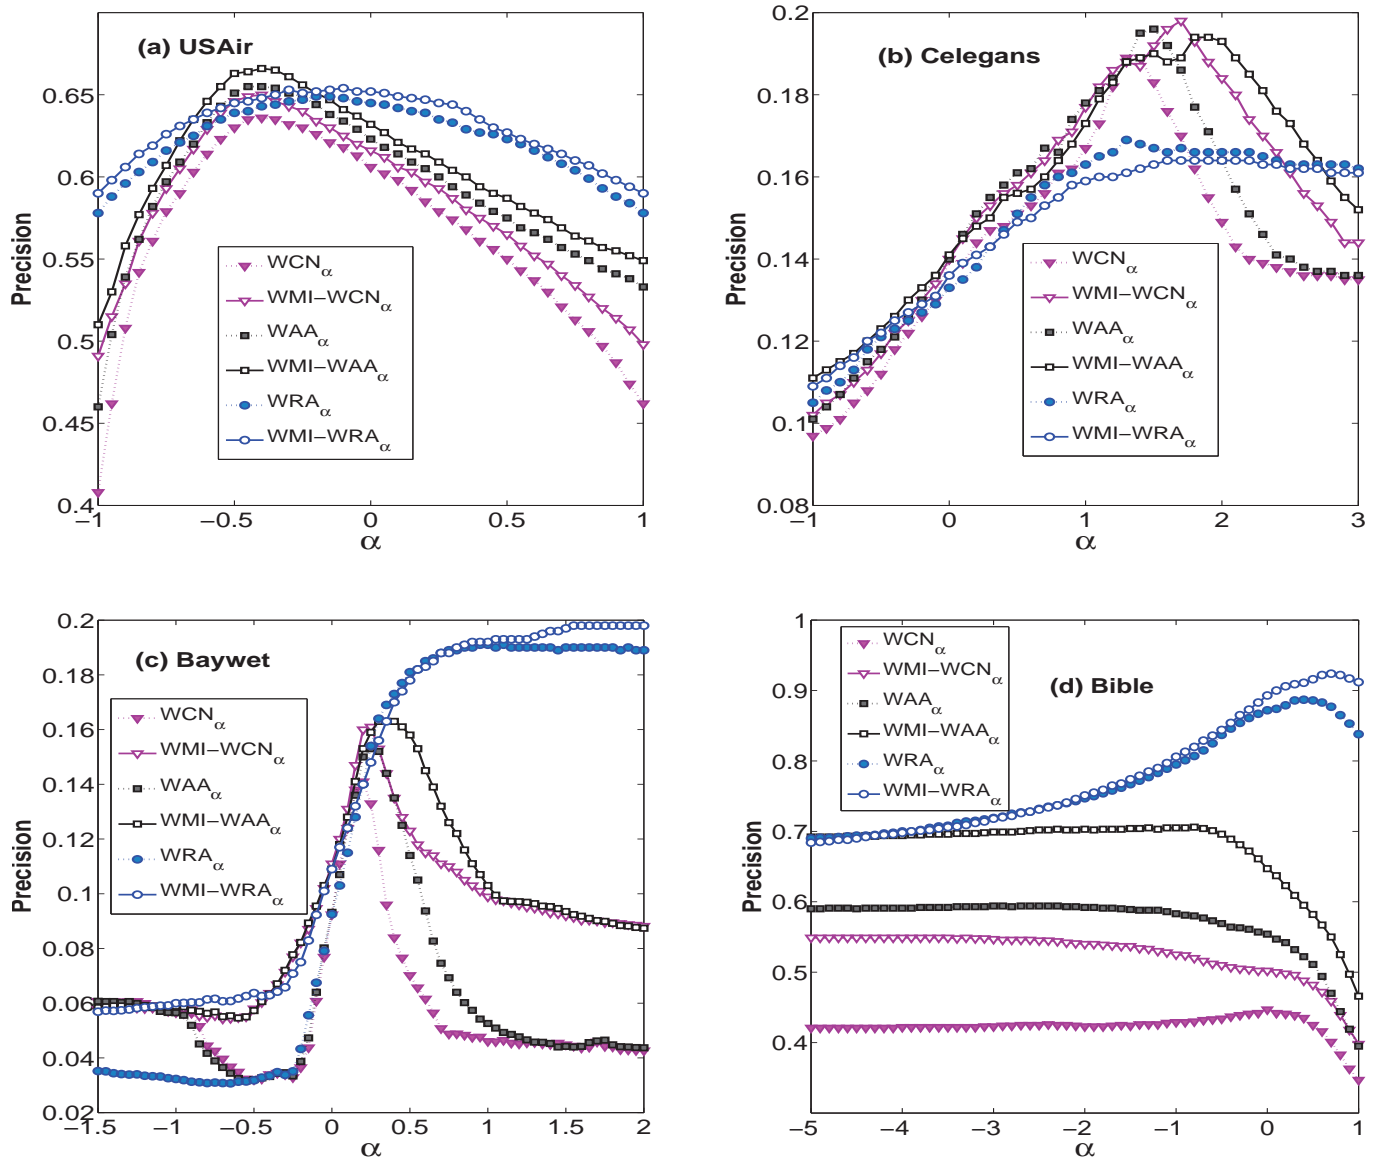 (a) USAir
Precision
0.65
0.6
0.55
0.5
0.45
0.4
−1
−0.5
0
0.5
1
α
WCNα
WMI−WCNα
WAAα
WMI−WAAα
WRAα
WMI−WRAα
(b) Celegans
Precision
0.2
0.18
0.16
0.14
0.12
0.1
0.08
−1
0
1
2
3
α
WCNα
WMI−WCNα
WAAα
WMI−WAAα
WRAα
WMI−WRAα
(c) Baywet
Precision
0.2
0.18
0.16
0.14
0.12
0.1
0.08
0.06
0.04
0.02
−1.5
−1
−0.5
0
0.5
1
1.5
2
α
WCNα
WMI−WCNα
WAAα
WMI−WAAα
WRAα
WMI−WRAα
(d) Bible
Precision
1
0.9
0.8
0.7
0.6
0.5
0.4
−5
−4
−3
−2
−1
0
1
α
WCNα
WMI−WCNα
WAAα
WMI−WAAα
WRAα
WMI−WRAα